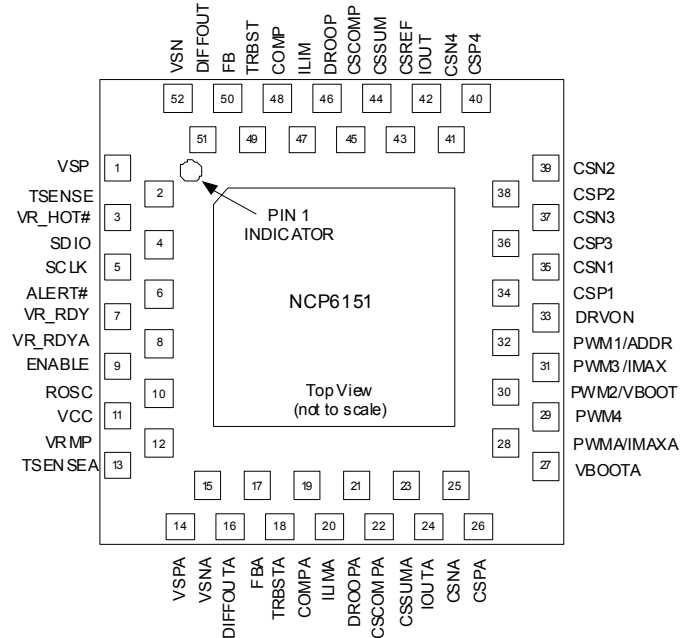 VSN
DIFFOUT
FB
TRBST
COMP
ILIM
DROOP
CSCOMP
CSSUM
CSREF
IOUT
CSN4
CSP4
52
50
48
46
44
42
40
51
49
47
45
43
41
VSP
1
TSENSE
2
VR_HOT#
3
SDIO
4
SCLK
5
ALERT#
6
VR_RDY
7
VR_RDYA
8
ENABLE
9
ROSC
10
VCC
11
VRMP
12
TSENSEA
13
PIN 1
INDICATOR
NCP6151
Top View
(not to scale)
39
CSN2
38
CSP2
37
CSN3
36
CSP3
35
CSN1
34
CSP1
33
DRVON
32
PWM1/ADDR
31
PWM3/IMAX
30
PWM2/VBOOT
29
PWM4
28
PWMA/IMAXA
27
VBOOTA
15
17
19
21
23
25
14
16
18
20
22
24
26
VSPA
VSNA
DIFFOUTA
FBA
TRBSTA
COMPA
ILIMA
DROOPA
CSCOMPA
CSSUMA
IOUTA
CSNA
CSPA